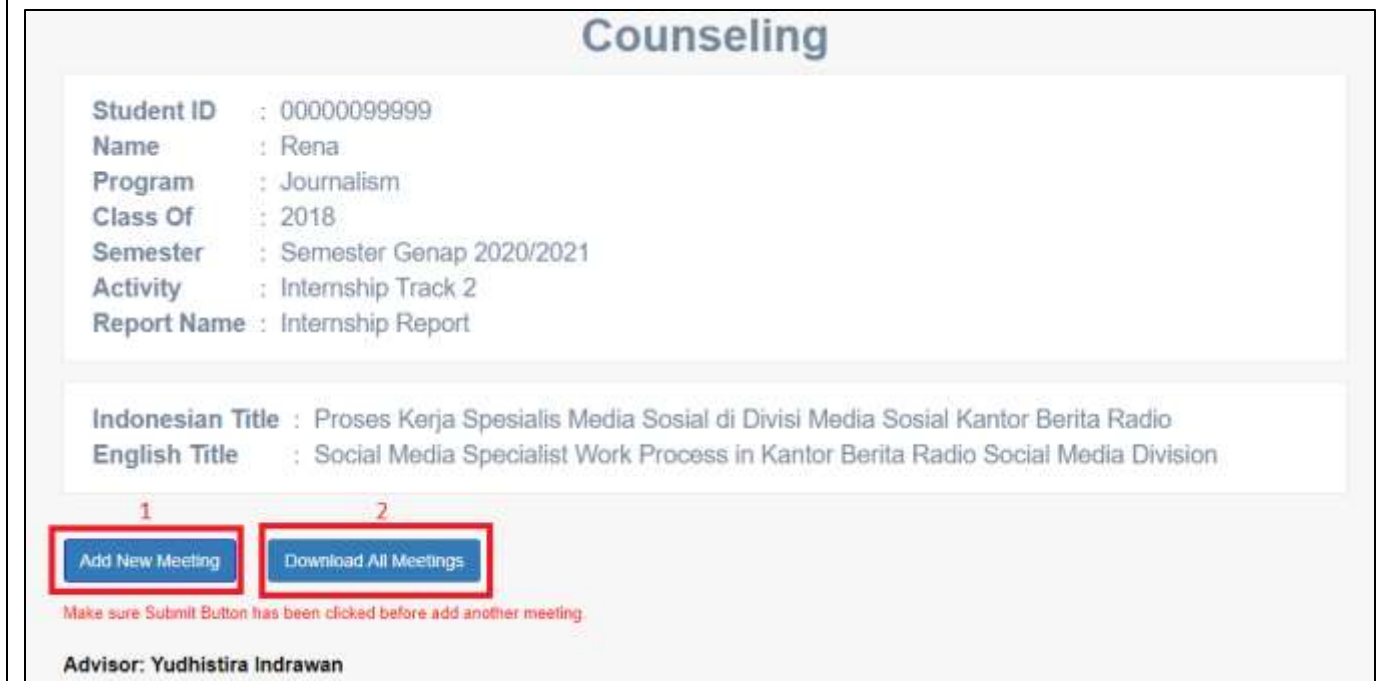 Counseling
Student ID : 00000099999
Name : Rena
Program : Journalism
Class Of : 2018
Semester : Semester Genap 2020/2021
Activity : Internship Track 2
Report Name : Internship Report
Indonesian Title : Proses Kerja Spesialis Media Sosial di Divisi Media Sosial Kantor Berita Radio
English Title : Social Media Specialist Work Process in Kantor Berita Radio Social Media Division
1 2
Add New Meeting Download All Meetings
Make sure Submit Button has been clicked before add another meeting.
Advisor: Yudhistira Indrawan